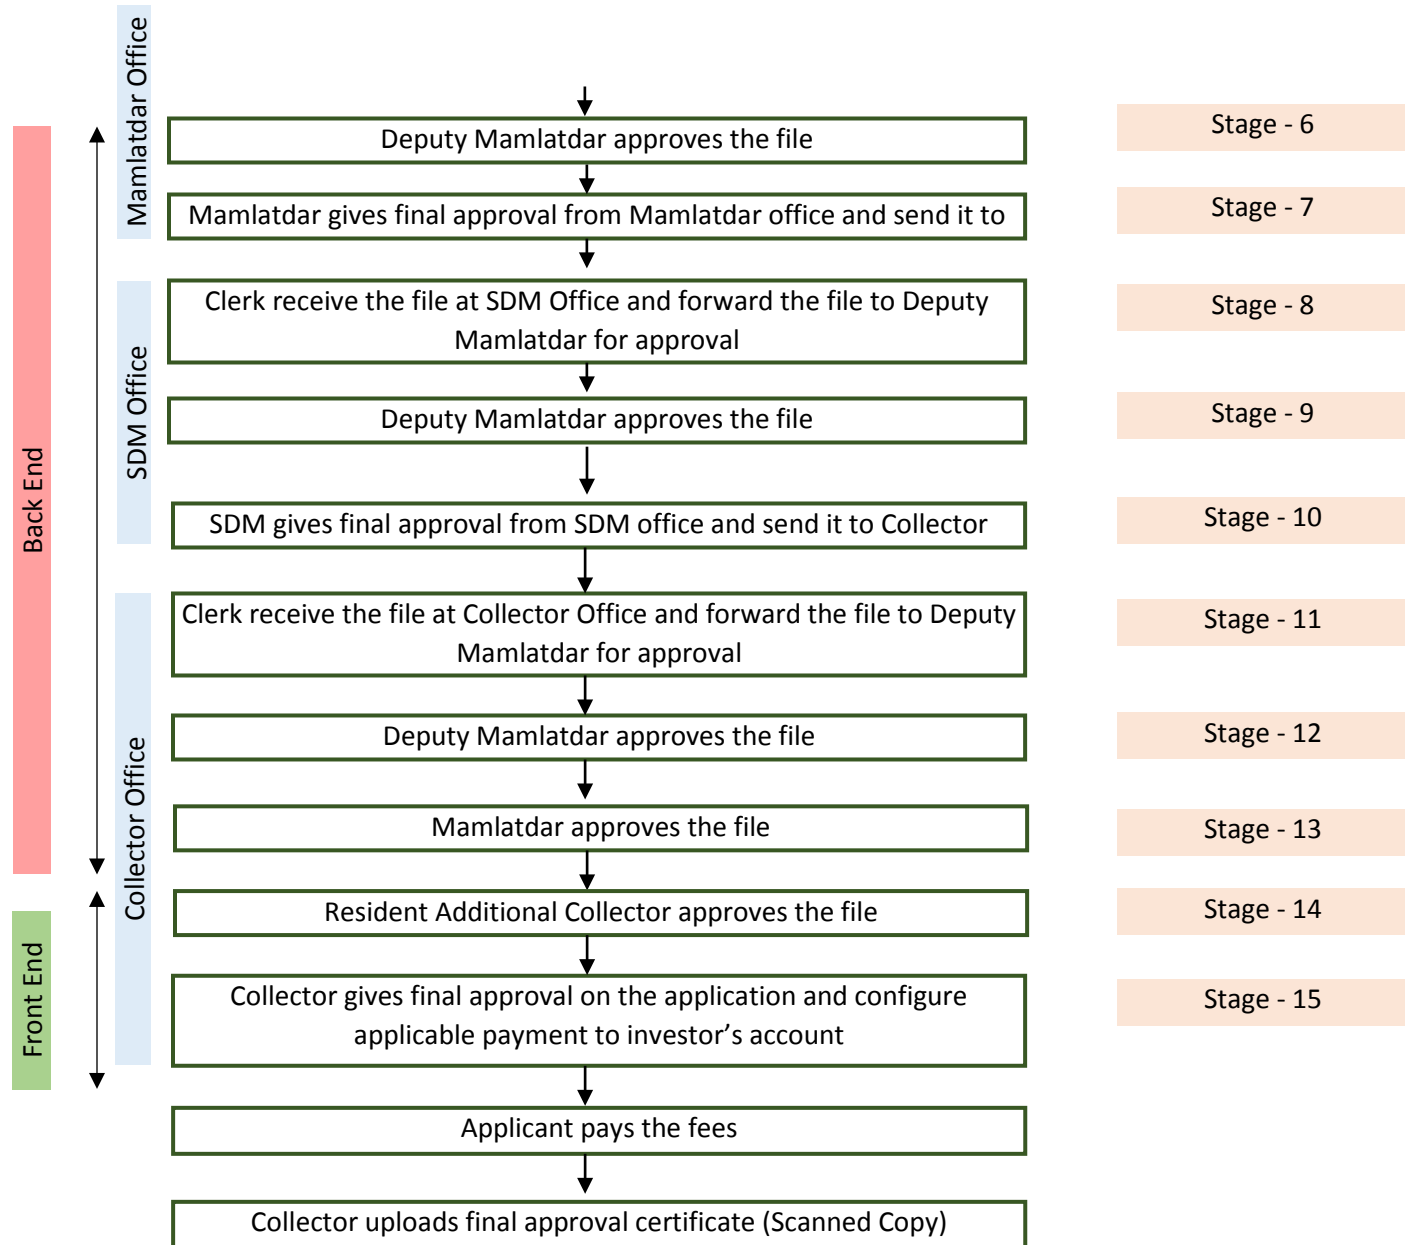 Mamlatdar Office
Deputy Mamlatdar approves the file
Stage - 6
Mamlatdar gives final approval from Mamlatdar office and send it to
Stage - 7
Back End
SDM Office
Clerk receive the file at SDM Office and forward the file to Deputy
Mamlatdar for approval
Stage - 8
Deputy Mamlatdar approves the file
Stage - 9
SDM gives final approval from SDM office and send it to Collector
Stage - 10
Collector Office
Clerk receive the file at Collector Office and forward the file to Deputy
Mamlatdar for approval
Stage - 11
Deputy Mamlatdar approves the file
Stage - 12
Mamlatdar approves the file
Stage - 13
Front End
Resident Additional Collector approves the file
Stage - 14
Collector gives final approval on the application and configure
applicable payment to investor’s account
Stage - 15
Applicant pays the fees
Collector uploads final approval certificate (Scanned Copy)